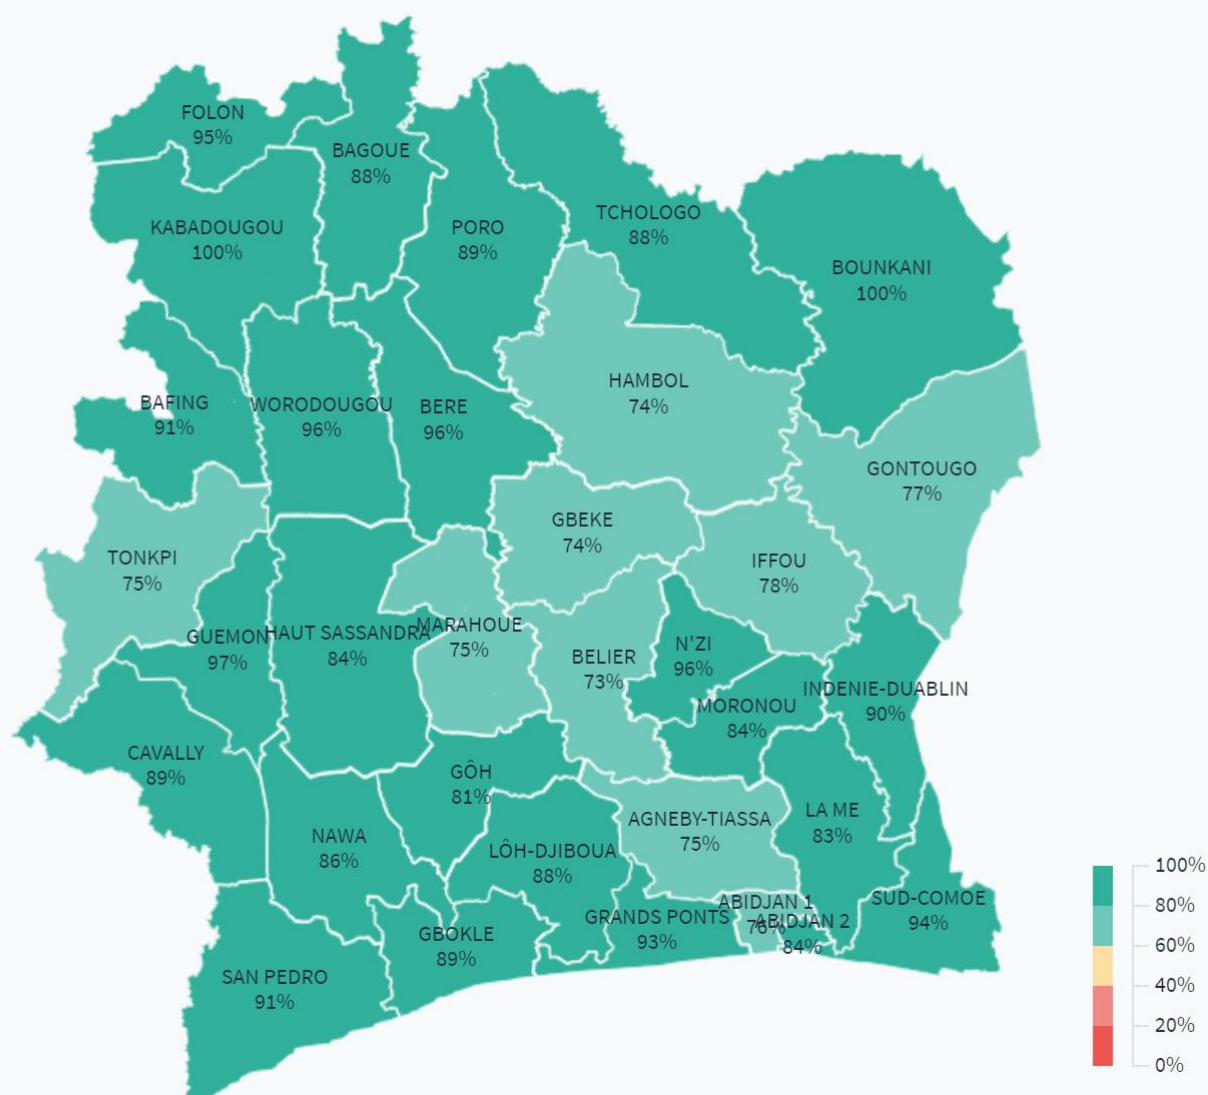 FOLON
95%
BAGOUE
88%
KABADOUGOU
100%
PORO
89%
TCHOLOGO
88%
BOUNKANI
100%
BAFING
91%
WORODOUGOU
96%
BERE
96%
HAMBOL
74%
GONTOUGO
77%
TONKPI
75%
GBEKE
74%
IFFOU
78%
GUEMON
97%
HAUT SASSANDRA
84%
MARAHOUE
75%
BELIER
73%
N'ZI
96%
MORONOU
84%
INDENIE-DUABLIN
90%
CAVALLY
89%
GÔH
81%
NAWA
86%
LÔH-DJIBOUA
88%
AGNEBY-TIASSA
75%
LA ME
83%
SAN PEDRO
91%
GBOKLE
89%
GRANDS PONTS
93%
ABIDJAN 1
76%
ABIDJAN 2
84%
SUD-COMOE
94%
100%
80%
60%
40%
20%
0%